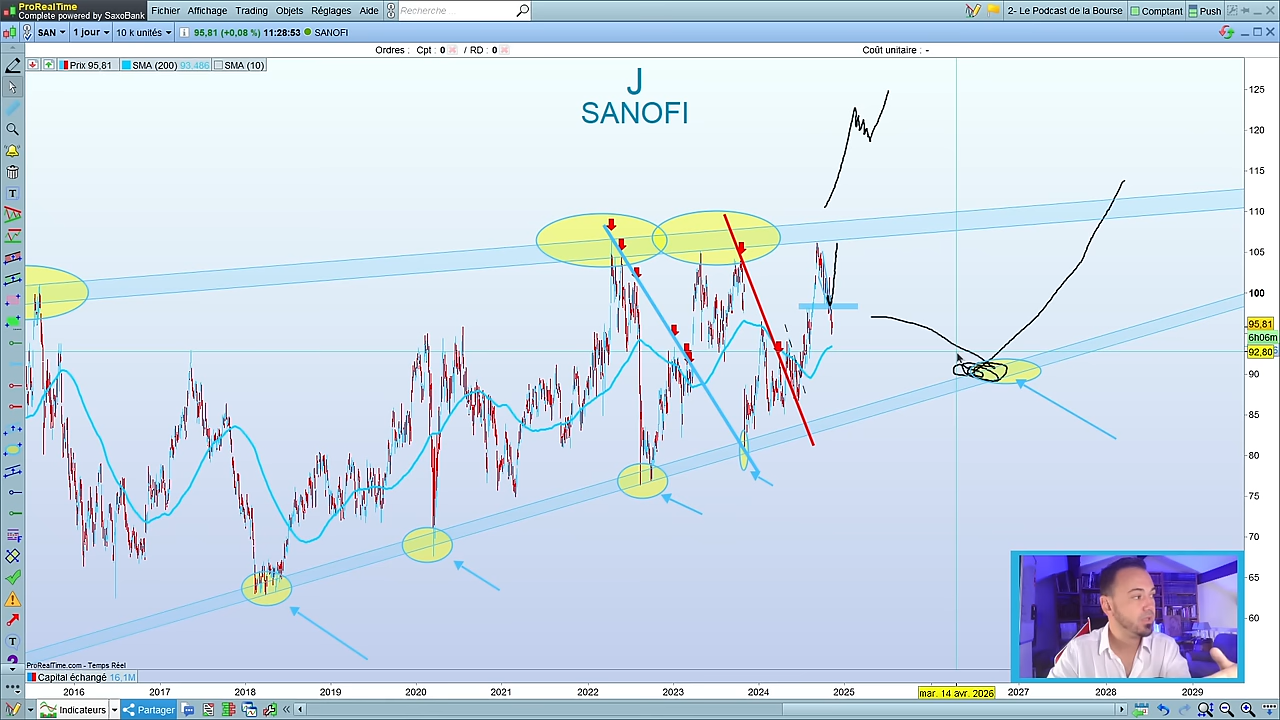 ProRealTime
Complete powered by SaxoBank
Fichier Affichage Trading Objets Réglages Aide
Recherche...
2- Le Podcast de la Bourse
Comptant
Push
SAN 1 jour 10 k unités 95,81 (+0,08 %) 11:28:53 SANOFI
Ordres : Cpt : 0 / RD : 0
Coût unitaire : -
Prix 95,81 SMA (200) 93.486 SMA (10)
J
SANOFI
125
120
115
110
105
100
95,81
6h06m
92,80
90
85
80
75
70
65
60
ProRealTime.com - Temps Réel
Capital échangé 16.1M
2016 2017 2018 2019 2020 2021 2022 2023 2024 2025 mar. 14 avr. 2026 2027 2028 2029
Indicateurs
Partager